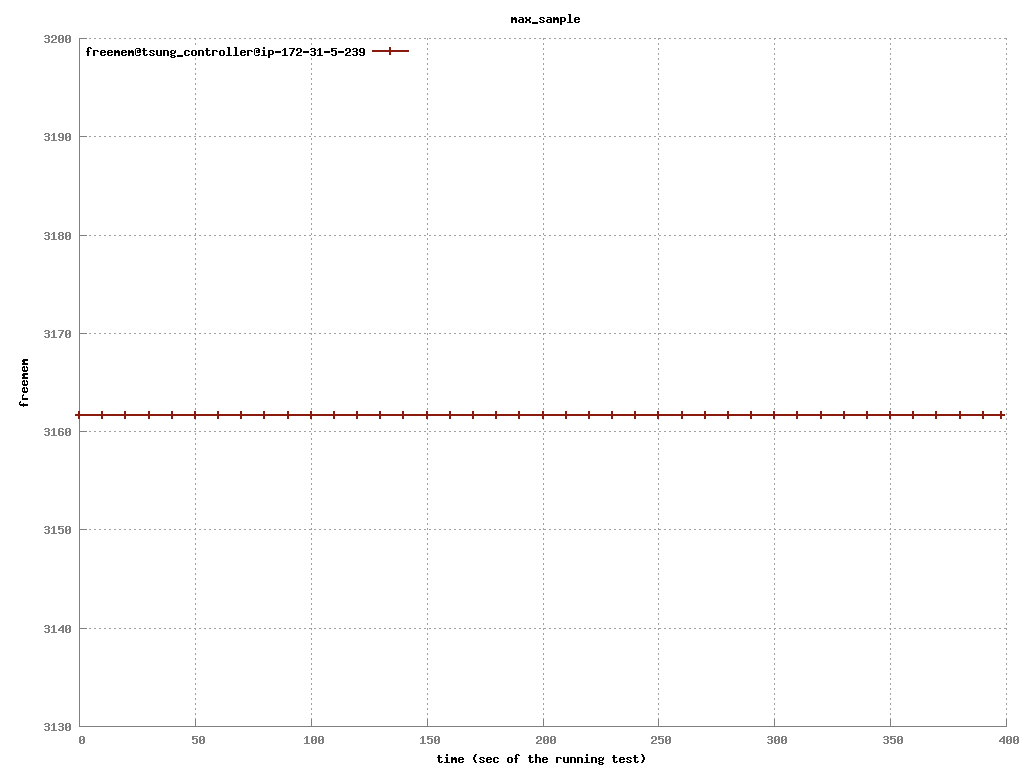 max_sample
freemem@tsung_controller@ip-172-31-5-239
3200
3190
3180
3170
3160
3150
3140
3130
freemem
0 50 100 150 200 250 300 350 400
time (sec of the running test)